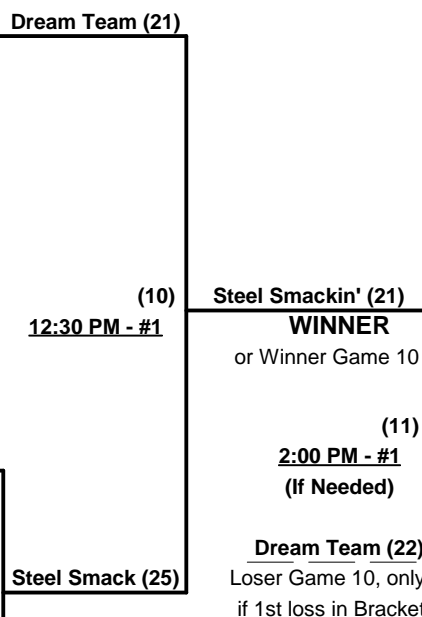 Dream Team (21)
(10)
12:30 PM - #1
Steel Smackin' (21)
WINNER
or Winner Game 10
(11)
2:00 PM - #1
(If Needed)
Dream Team (22)
Steel Smack (25)
Loser Game 10, only
if 1st loss in Bracket